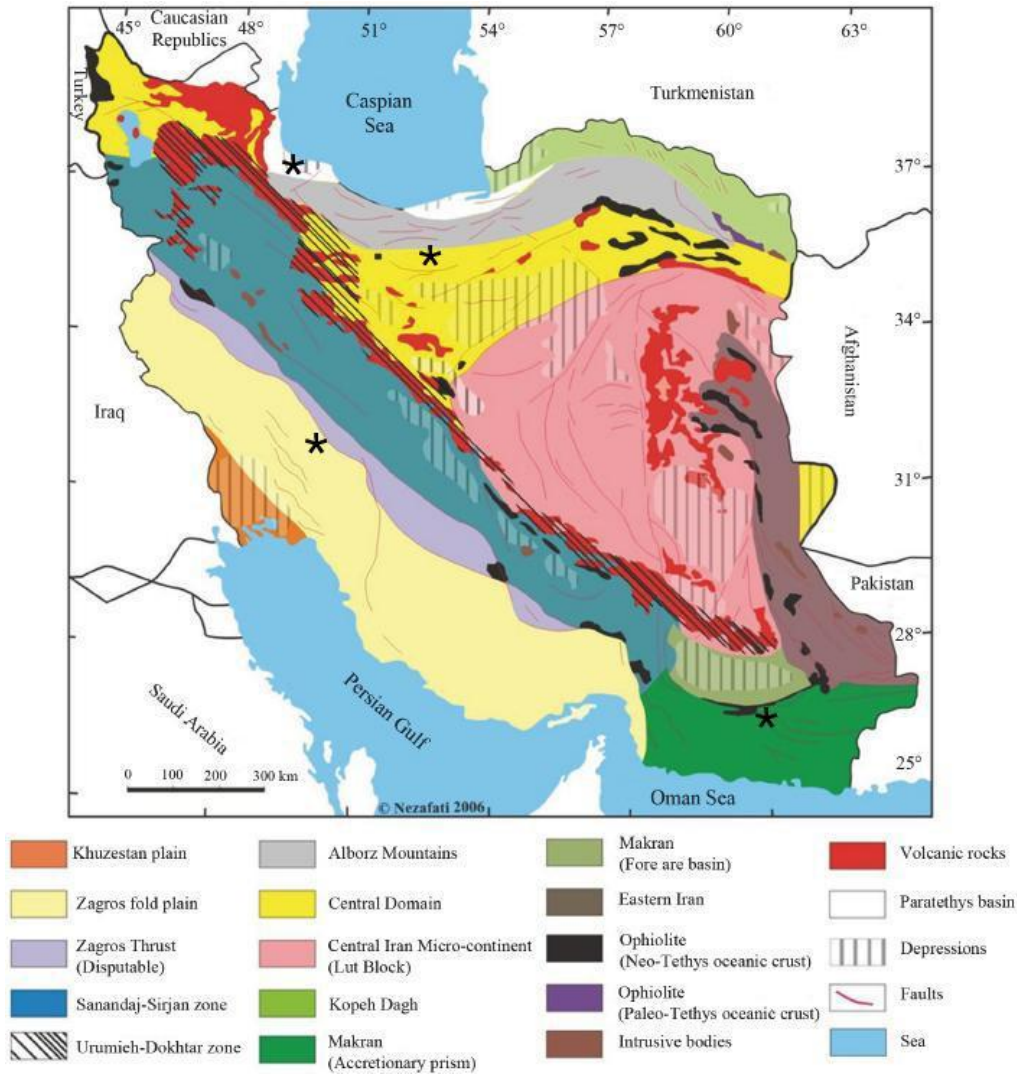 Caucasian
Republics
45°
48°
51°
54°
57°
60°
63°
Turkey
Caspian
Sea
Turkmenistan
37°
34°
Afghanistan
Iraq
31°
Pakistan
28°
Saudi Arabia
Persian Gulf
25°
0 100 200 300 km
Oman Sea
© Nezafati 2006
Khuzestan plain
Zagros fold plain
Zagros Thrust
(Disputable)
Sanandaj-Sirjan zone
Urumieh-Dokhtar zone
Alborz Mountains
Central Domain
Central Iran Micro-continent
(Lut Block)
Kopeh Dagh
Makran
(Accretionary prism)
Makran
(Fore are basin)
Eastern Iran
Ophiolite
(Neo-Tethys oceanic crust)
Ophiolite
(Paleo-Tethys oceanic crust)
Intrusive bodies
Volcanic rocks
Paratethys basin
Depressions
Faults
Sea